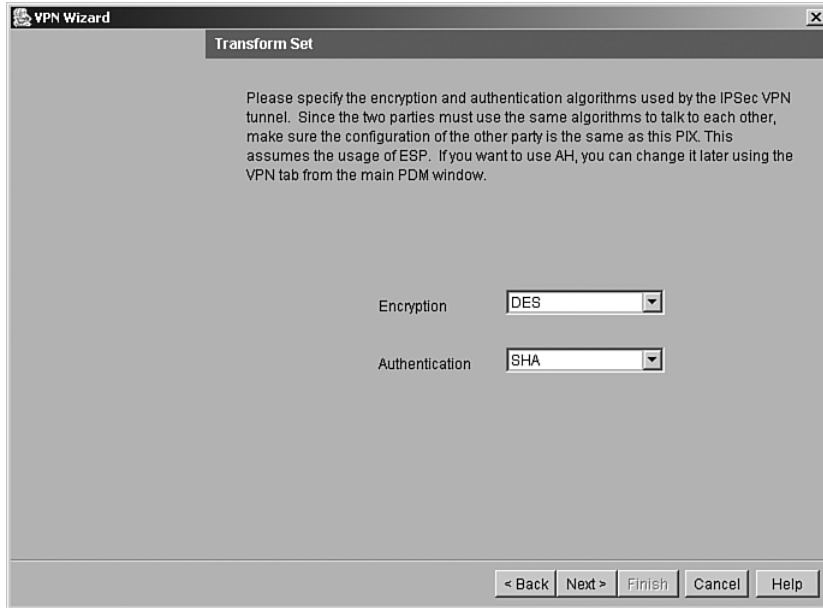 VPN Wizard
Transform Set
Please specify the encryption and authentication algorithms used by the IPSec VPN
tunnel. Since the two parties must use the same algorithms to talk to each other,
make sure the configuration of the other party is the same as this PIX. This
assumes the usage of ESP. If you want to use AH, you can change it later using the
VPN tab from the main PDM window.
Encryption DES
Authentication SHA
< Back Next > Finish Cancel Help